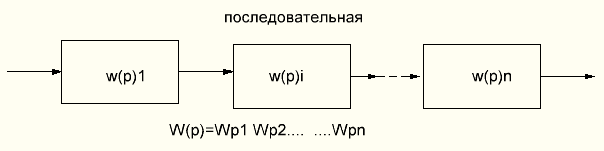 последовательная
w(p)1 w(p)i w(p)n
W(p)=Wp1 Wp2.... ....Wpn